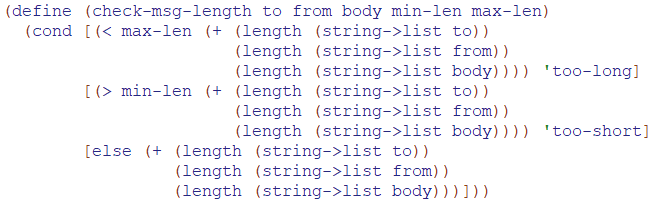 (define (check-msg-length to from body min-len max-len)
  (cond [(< max-len (+ (length (string->list to))
                       (length (string->list from))
                       (length (string->list body)))) 'too-long]
        [(> min-len (+ (length (string->list to))
                       (length (string->list from))
                       (length (string->list body)))) 'too-short]
        [else (+ (length (string->list to))
                 (length (string->list from))
                 (length (string->list body)))]))